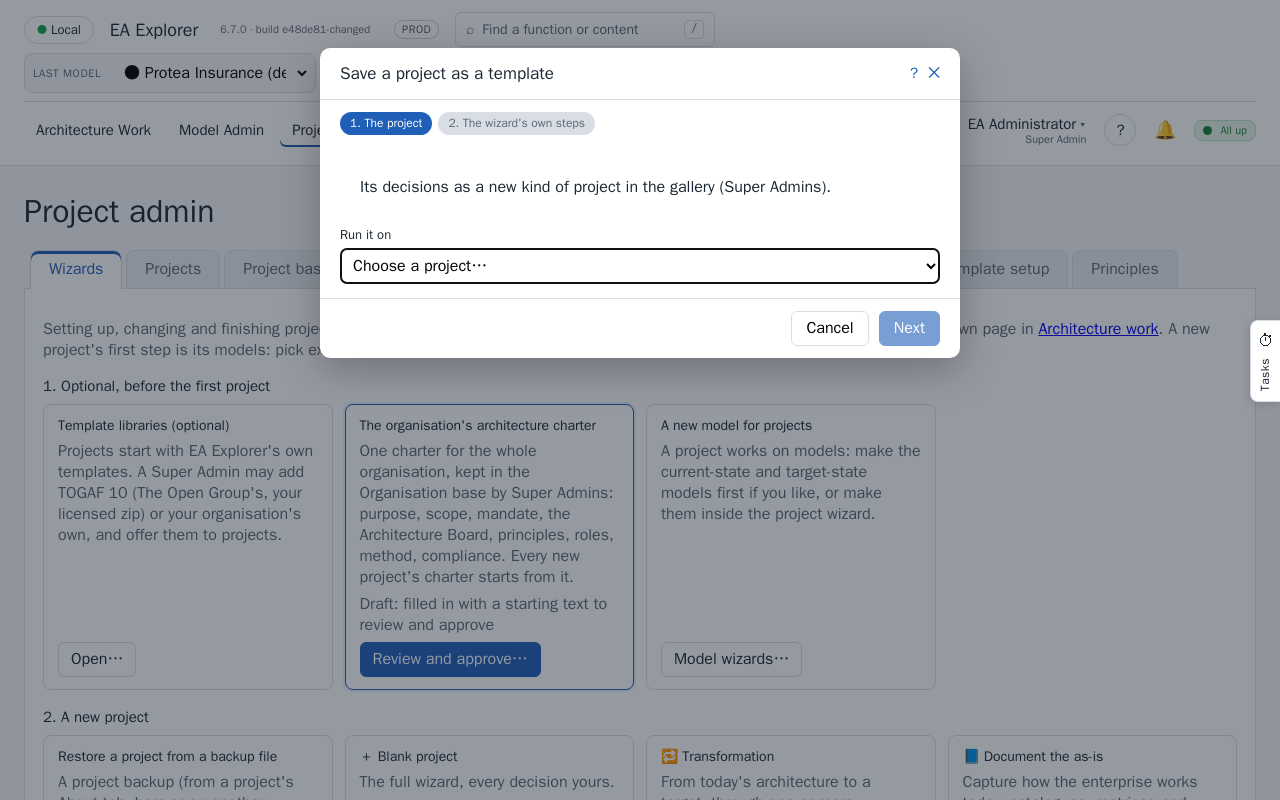 Local
EA Explorer
6.7.0 · build e48de81-changed
PROD
Find a function or content
/
LAST MODEL
Protea Insurance (de
Architecture Work
Model Admin
Proje
EA Administrator
Super Admin
?
All up
Save a project as a template
?
1. The project
2. The wizard's own steps
Its decisions as a new kind of project in the gallery (Super Admins).
Run it on
Choose a project…
Cancel
Next
Project admin
Wizards
Projects
Project bas
mplate setup
Principles
Setting up, changing and finishing proje
wn page in Architecture work. A new
project's first step is its models: pick ex
Tasks
1. Optional, before the first project
Template libraries (optional)
Projects start with EA Explorer's own
templates. A Super Admin may add
TOGAF 10 (The Open Group's, your
licensed zip) or your organisation's
own, and offer them to projects.
Open…
The organisation's architecture charter
One charter for the whole
organisation, kept in the
Organisation base by Super Admins:
purpose, scope, mandate, the
Architecture Board, principles, roles,
method, compliance. Every new
project's charter starts from it.
Draft: filled in with a starting text to
review and approve
Review and approve…
A new model for projects
A project works on models: make the
current-state and target-state
models first if you like, or make
them inside the project wizard.
Model wizards…
2. A new project
Restore a project from a backup file
A project backup (from a project's
+ Blank project
The full wizard, every decision yours.
Transformation
From today's architecture to a
Document the as-is
Capture how the enterprise works